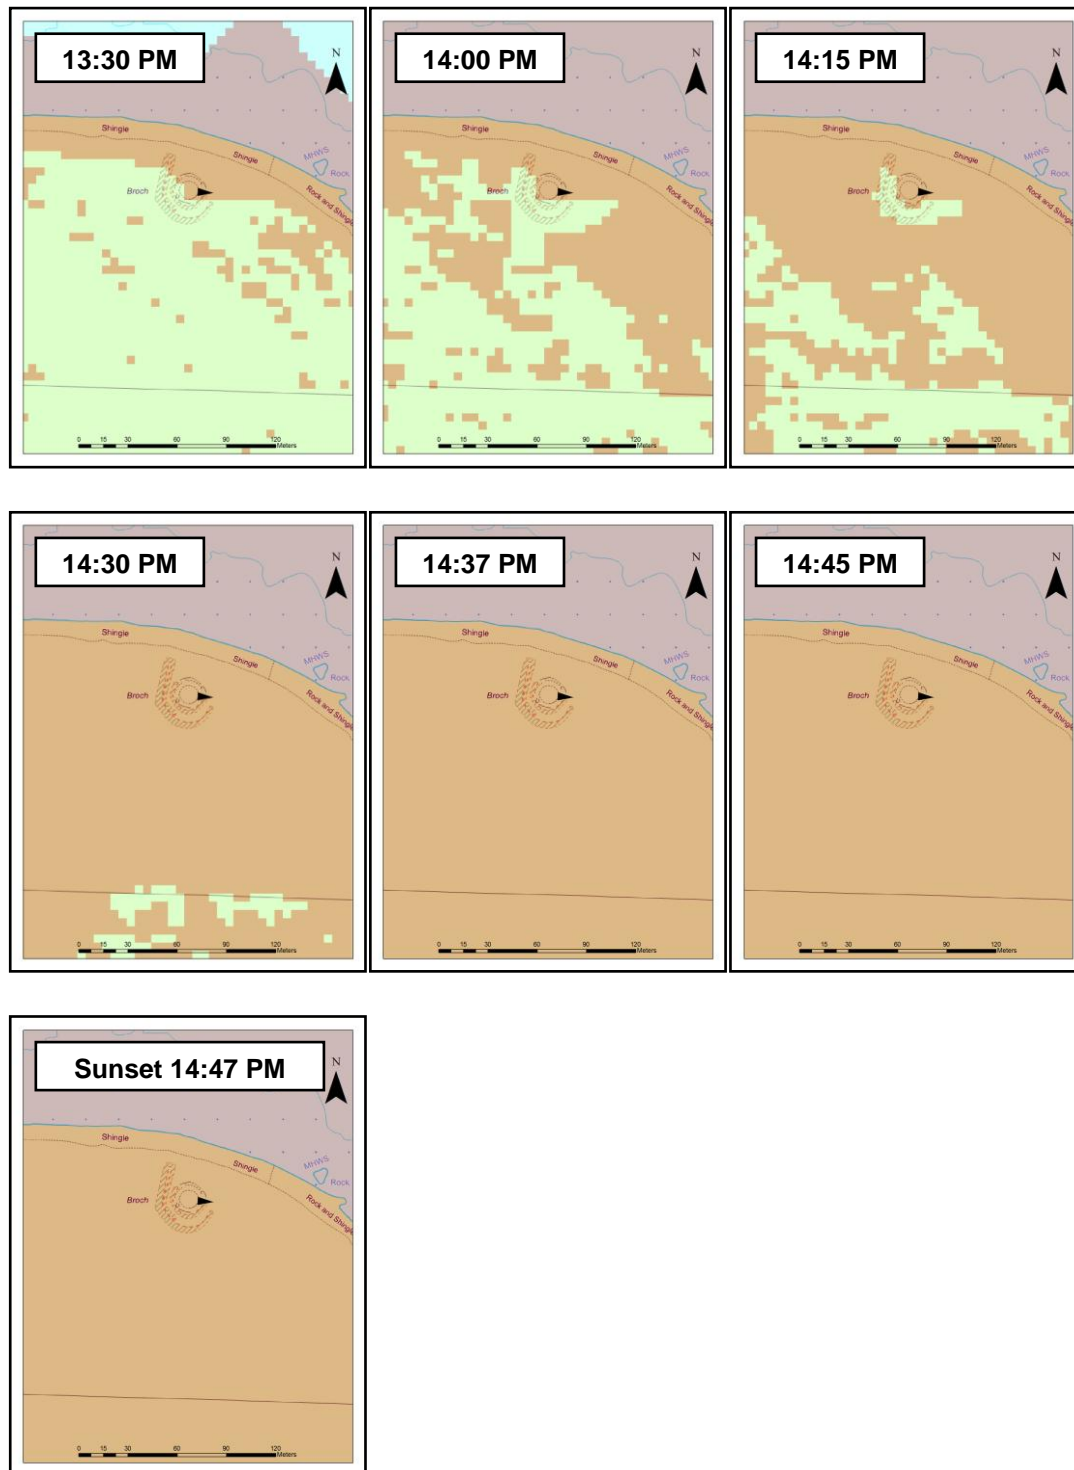 13:30 PM
N
Shingle
Shingle
MHWS
Rock
Rock and Shingle
Broch
0 15 30 60 90 120
Meters
14:00 PM
N
Shingle
Shingle
MHWS
Rock
Rock and Shingle
Broch
0 15 30 60 90 120
Meters
14:15 PM
N
Shingle
Shingle
MHWS
Rock
Rock and Shingle
Broch
0 15 30 60 90 120
Meters
14:30 PM
N
Shingle
Shingle
MHWS
Rock
Rock and Shingle
Broch
0 15 30 60 90 120
Meters
14:37 PM
N
Shingle
Shingle
MHWS
Rock
Rock and Shingle
Broch
0 15 30 60 90 120
Meters
14:45 PM
N
Shingle
Shingle
MHWS
Rock
Rock and Shingle
Broch
0 15 30 60 90 120
Meters
Sunset 14:47 PM
N
Shingle
Shingle
MHWS
Rock
Rock and Shingle
Broch
0 15 30 60 90 120
Meters